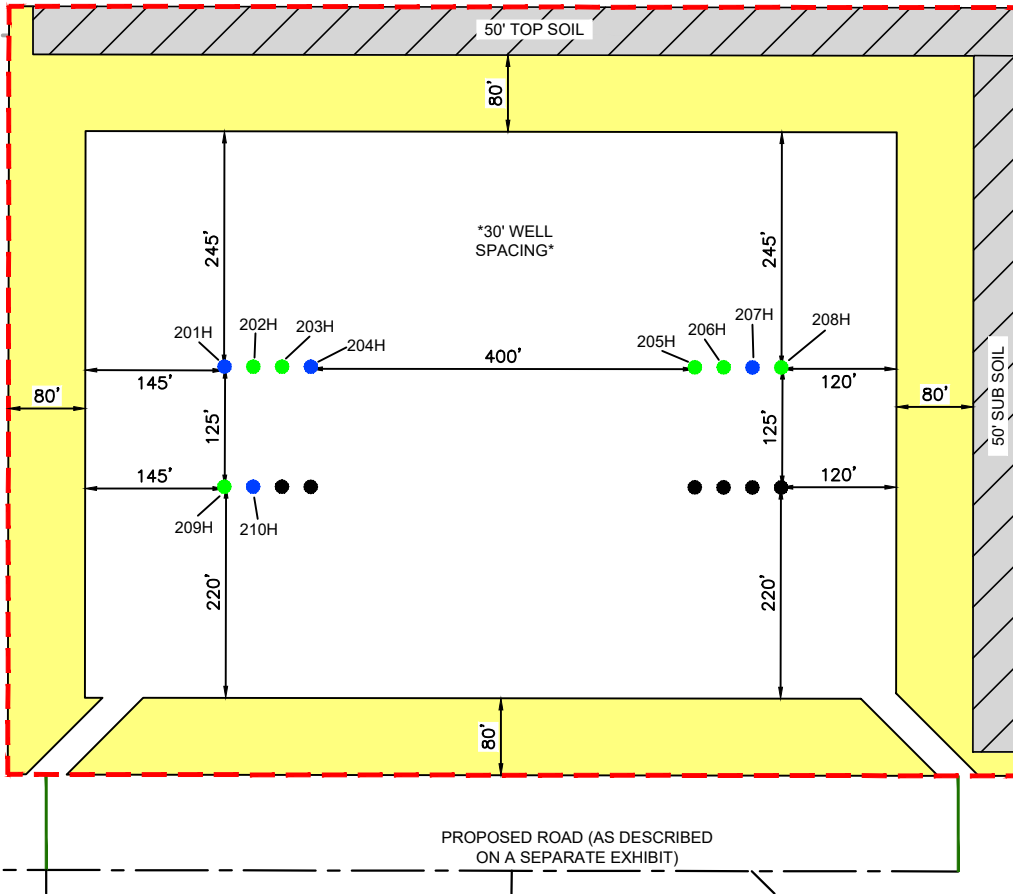 50' TOP SOIL
80'
245'
*30' WELL
SPACING*
245'
201H
202H
203H
204H
205H
206H
207H
208H
400'
145'
120'
80'
80'
50' SUB SOIL
125'
125'
145'
120'
209H
210H
220'
220'
80'
PROPOSED ROAD (AS DESCRIBED
ON A SEPARATE EXHIBIT)